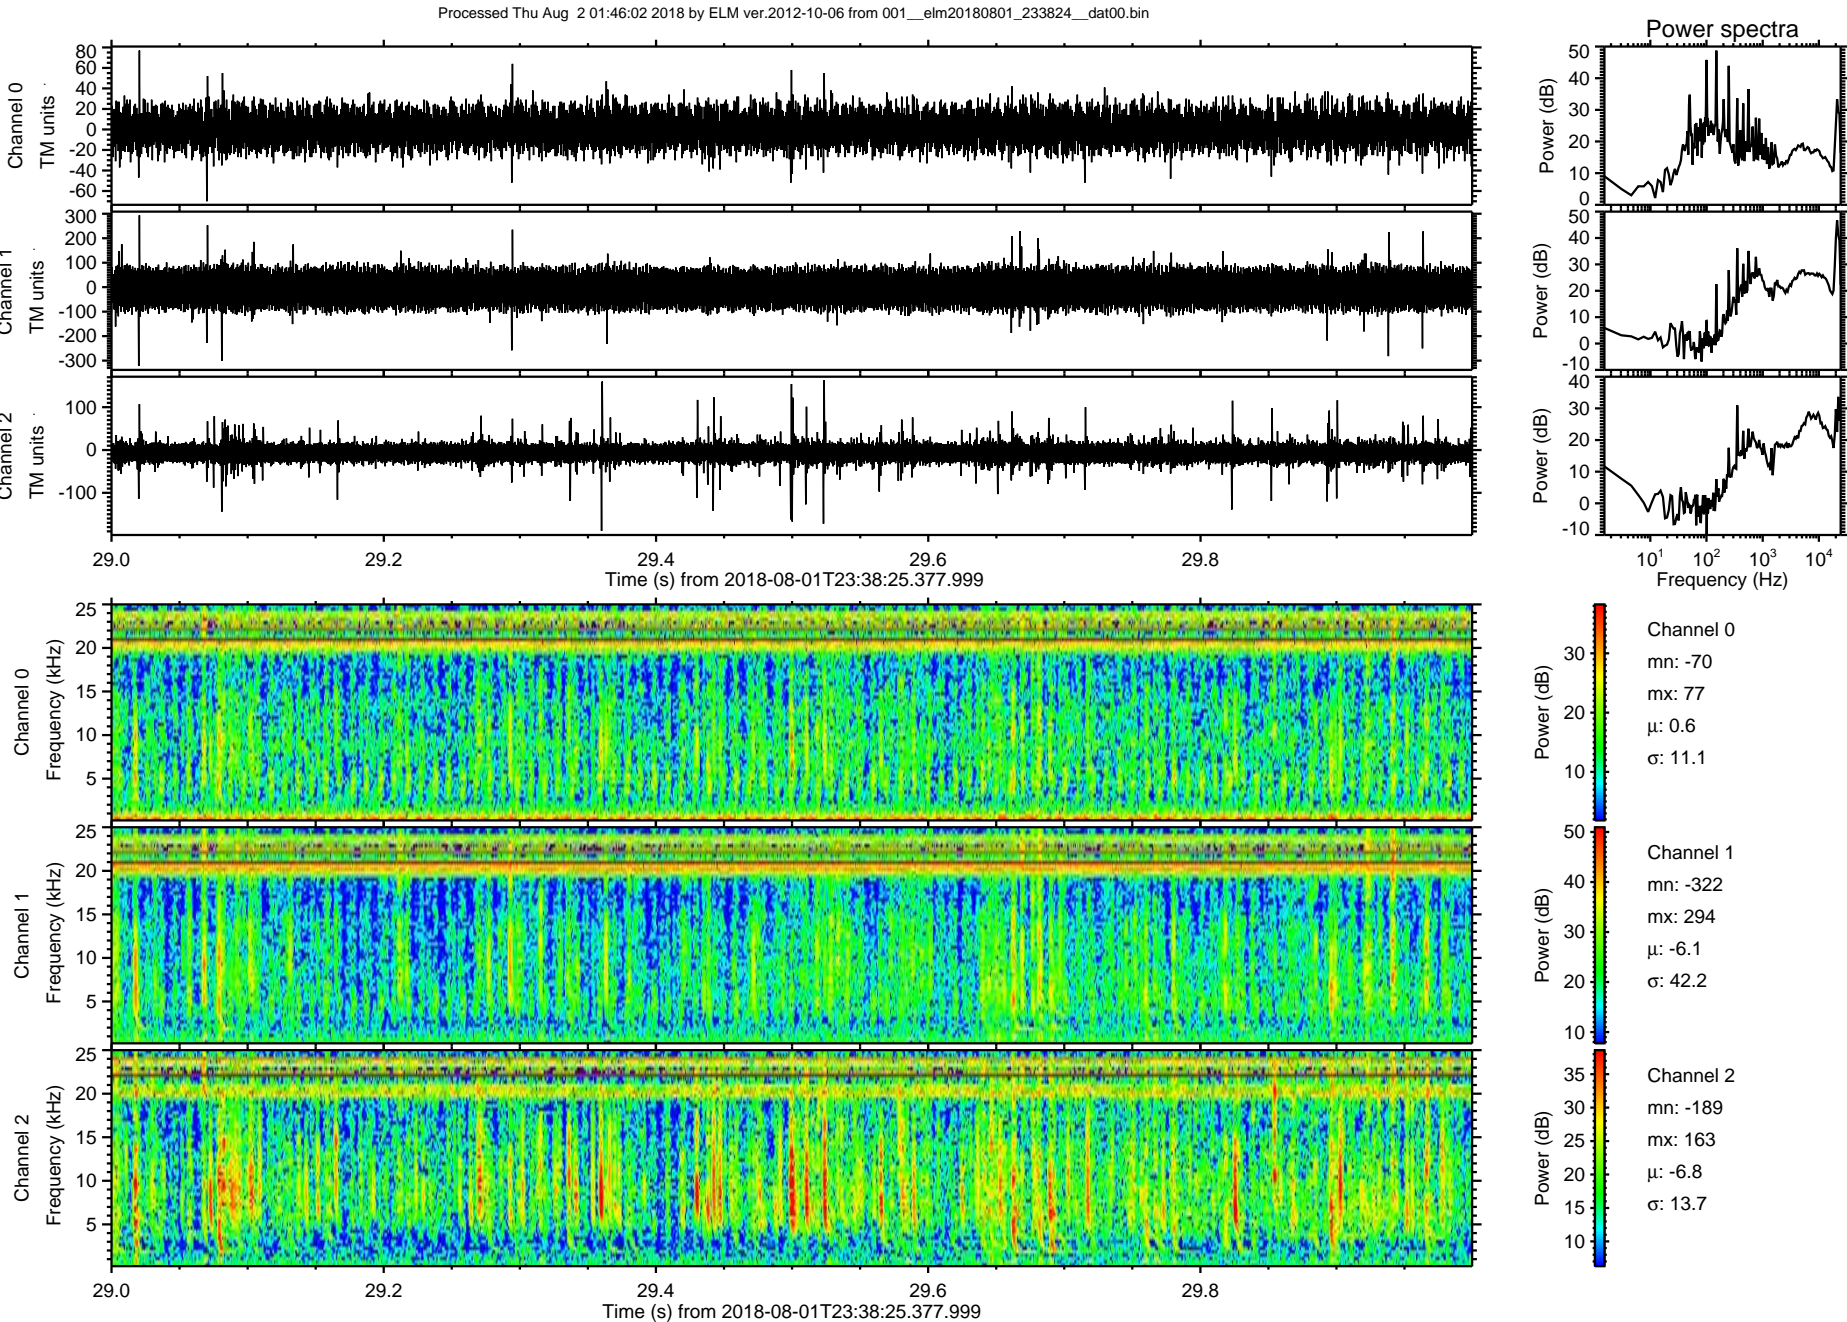 Processed Thu Aug 2 01:46:02 2018 by ELM ver.2012-10-06 from 001__elm20180801_233824__dat00.bin
Power spectra
Channel 0
TM units
80
60
40
20
0
-20
-40
-60
Power (dB)
50
40
30
20
10
0
Channel 1
TM units
300
200
100
0
-100
-200
-300
Power (dB)
50
40
30
20
10
0
-10
Channel 2
TM units
100
0
-100
Power (dB)
40
30
20
10
0
-10
29.0 29.2 29.4 29.6 29.8
Time (s) from 2018-08-01T23:38:25.377.999
10^1 10^2 10^3 10^4
Frequency (Hz)
Channel 0
Frequency (kHz)
25
20
15
10
5
Power (dB)
30
20
10
Channel 0
mn: -70
mx: 77
μ: 0.6
σ: 11.1
Channel 1
Frequency (kHz)
25
20
15
10
5
Power (dB)
50
40
30
20
10
Channel 1
mn: -322
mx: 294
μ: -6.1
σ: 42.2
Channel 2
Frequency (kHz)
25
20
15
10
5
Power (dB)
35
30
25
20
15
10
Channel 2
mn: -189
mx: 163
μ: -6.8
σ: 13.7
29.0 29.2 29.4 29.6 29.8
Time (s) from 2018-08-01T23:38:25.377.999